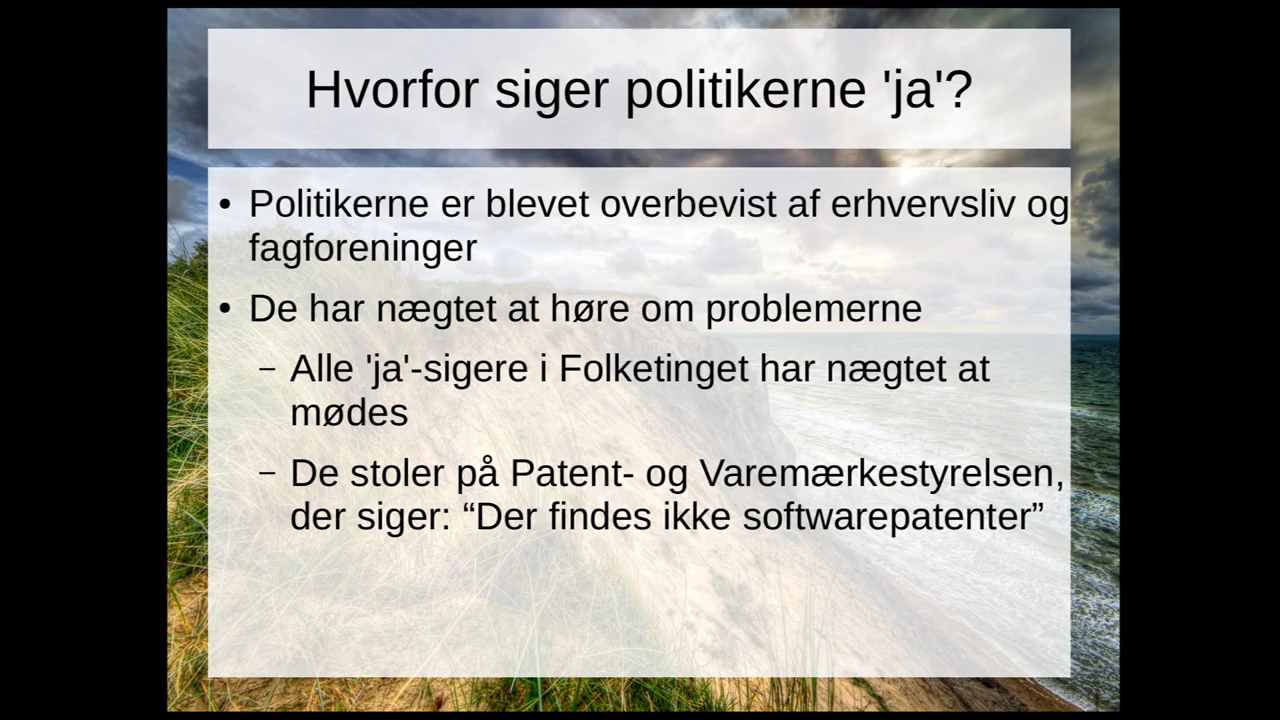 Hvorfor siger politikerne 'ja'?
• Politikerne er blevet overbevist af erhvervsliv og
fagforeninger
• De har nægtet at høre om problemerne
– Alle 'ja'-sigere i Folketinget har nægtet at
mødes
– De stoler på Patent- og Varemærkestyrelsen,
der siger: “Der findes ikke softwarepatenter”